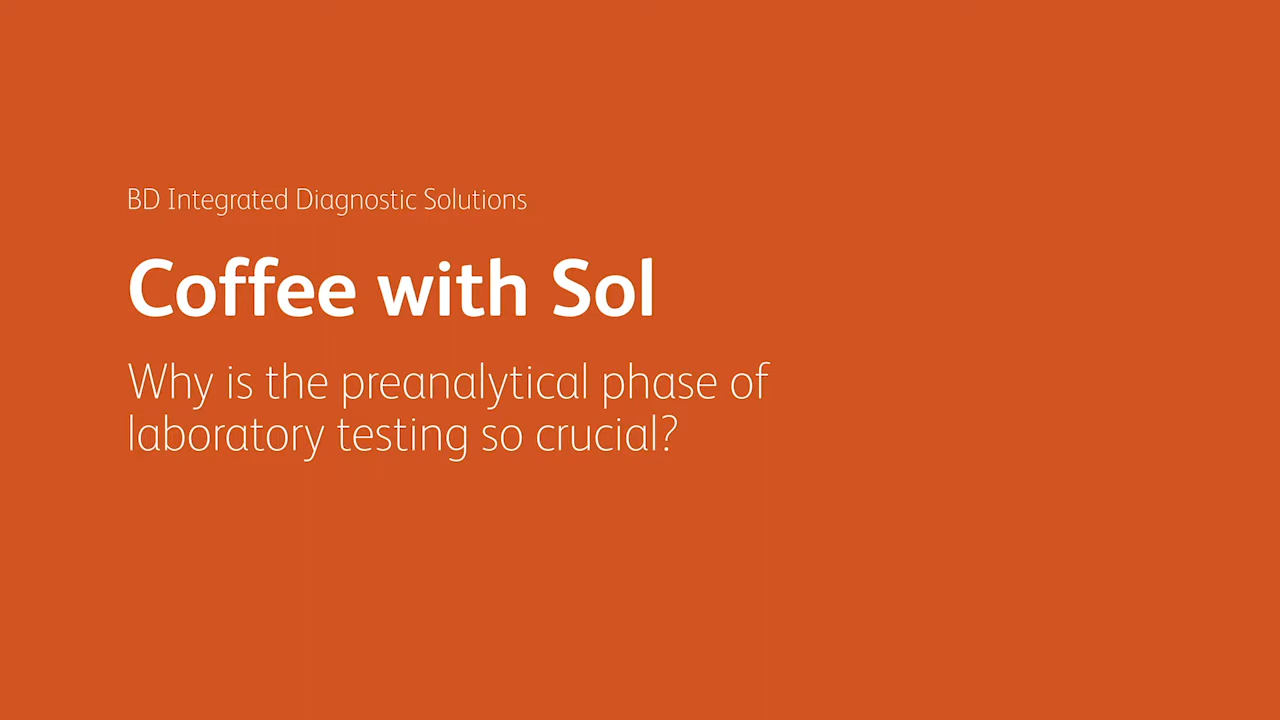 BD Integrated Diagnostic Solutions
Coffee with Sol
Why is the preanalytical phase of
laboratory testing so crucial?